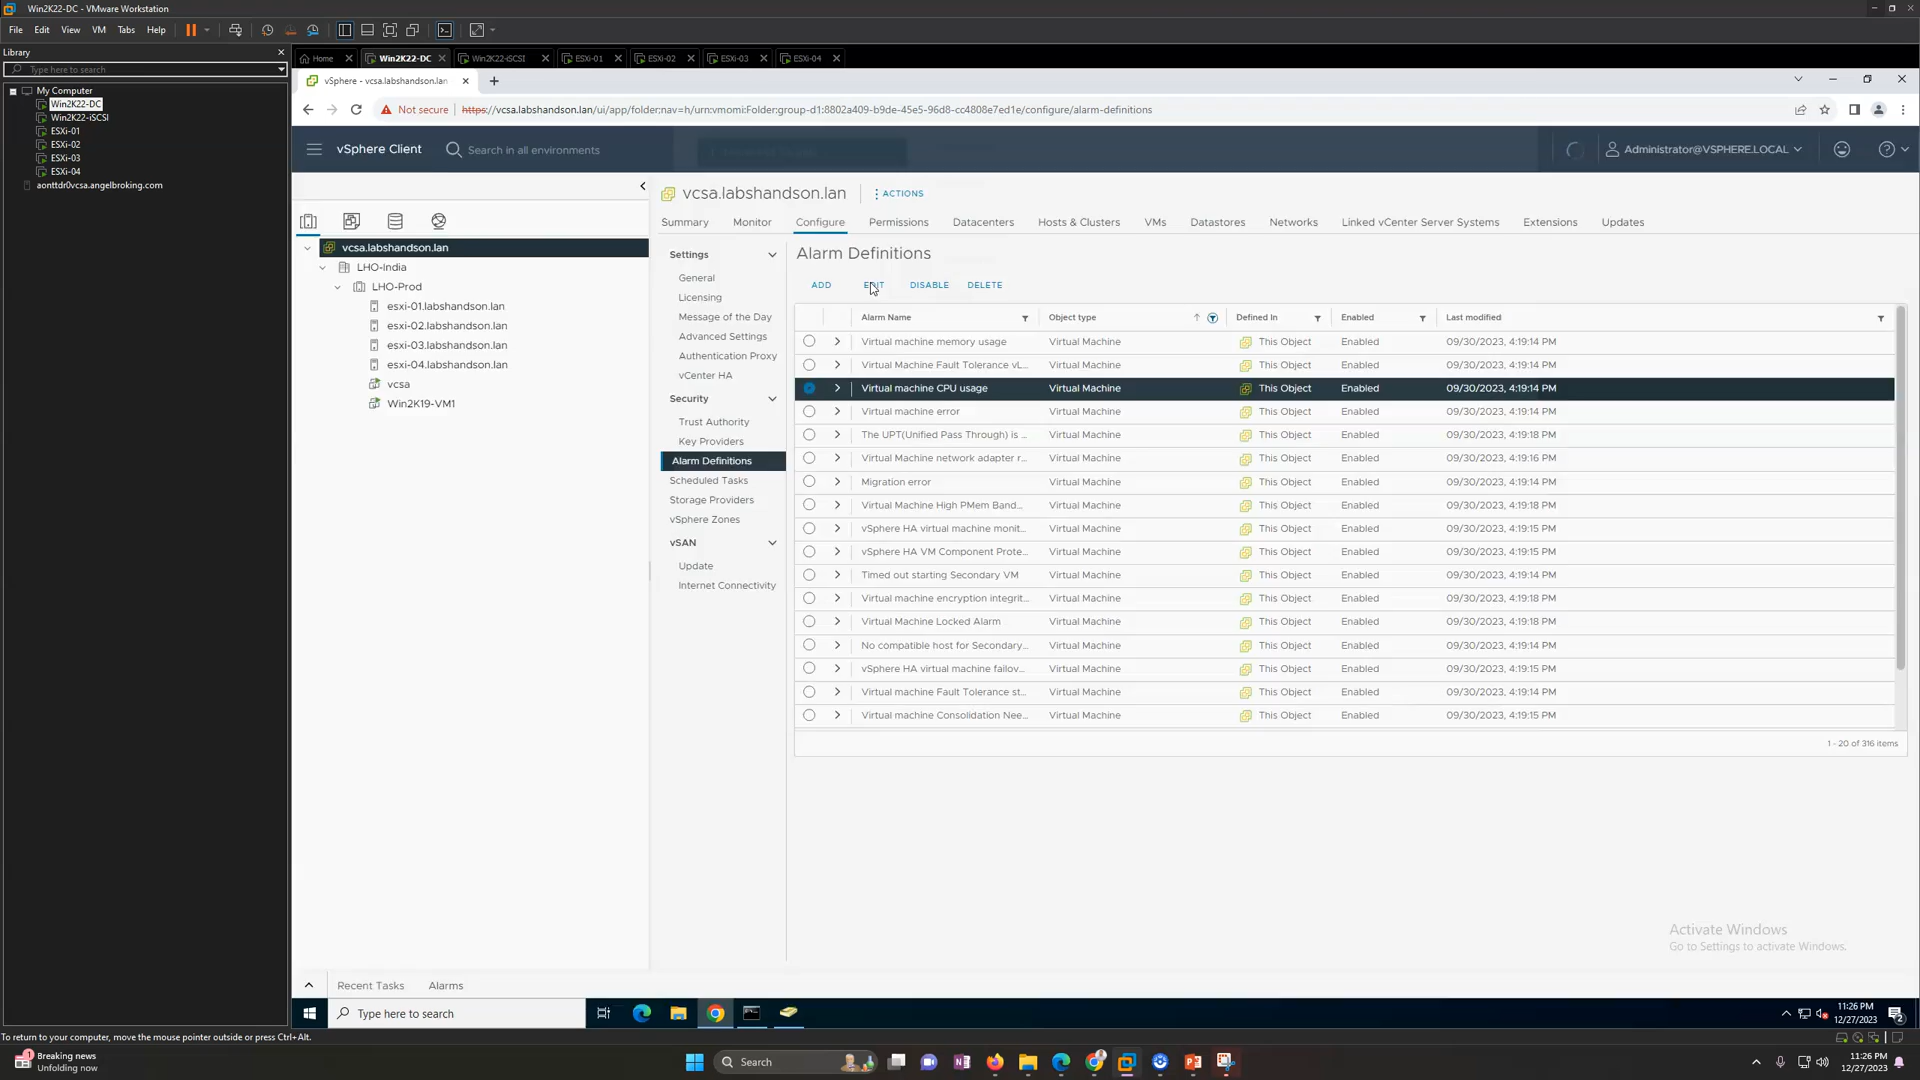 Win2K22-DC - VMware Workstation
File Edit View VM Tabs Help
Library
Type here to search
My Computer
Win2K22-DC
Win2K22-iSCSI
ESXi-01
ESXi-02
ESXi-03
ESXi-04
aonttdr0vcsa.angelbroking.com
Home Win2K22-DC Win2K22-iSCSI ESXi-01 ESXi-02 ESXi-03 ESXi-04
vSphere - vcsa.labshandson.lan
Not secure https://vcsa.labshandson.lan/ui/app/folder;nav=h/urn:vmomi:Folder:group-d1:8802a409-b9de-45e5-96d8-cc4808e7ed1e/configure/alarm-definitions
vSphere Client Search in all environments Administrator@VSPHERE.LOCAL
vcsa.labshandson.lan
LHO-India
LHO-Prod
esxi-01.labshandson.lan
esxi-02.labshandson.lan
esxi-03.labshandson.lan
esxi-04.labshandson.lan
vcsa
Win2K19-VM1
vcsa.labshandson.lan ACTIONS
Summary Monitor Configure Permissions Datacenters Hosts & Clusters VMs Datastores Networks Linked vCenter Server Systems Extensions Updates
Settings
General
Licensing
Message of the Day
Advanced Settings
Authentication Proxy
vCenter HA
Security
Trust Authority
Key Providers
Alarm Definitions
Scheduled Tasks
Storage Providers
vSphere Zones
vSAN
Update
Internet Connectivity
Alarm Definitions
ADD EDIT DISABLE DELETE
Alarm Name Object type Defined In Enabled Last modified
Virtual machine memory usage Virtual Machine This Object Enabled 09/30/2023, 4:19:14 PM
Virtual machine Fault Tolerance vL... Virtual Machine This Object Enabled 09/30/2023, 4:19:14 PM
Virtual machine CPU usage Virtual Machine This Object Enabled 09/30/2023, 4:19:14 PM
Virtual machine error Virtual Machine This Object Enabled 09/30/2023, 4:19:14 PM
The UPT(Unified Pass Through) is ... Virtual Machine This Object Enabled 09/30/2023, 4:19:18 PM
Virtual Machine network adapter r... Virtual Machine This Object Enabled 09/30/2023, 4:19:16 PM
Migration error Virtual Machine This Object Enabled 09/30/2023, 4:19:14 PM
Virtual Machine High PMem Band... Virtual Machine This Object Enabled 09/30/2023, 4:19:18 PM
vSphere HA virtual machine monit... Virtual Machine This Object Enabled 09/30/2023, 4:19:15 PM
vSphere HA VM Component Prote... Virtual Machine This Object Enabled 09/30/2023, 4:19:15 PM
Timed out starting Secondary VM Virtual Machine This Object Enabled 09/30/2023, 4:19:14 PM
Virtual machine encryption integrit... Virtual Machine This Object Enabled 09/30/2023, 4:19:18 PM
Virtual Machine Locked Alarm Virtual Machine This Object Enabled 09/30/2023, 4:19:18 PM
No compatible host for Secondary... Virtual Machine This Object Enabled 09/30/2023, 4:19:14 PM
vSphere HA virtual machine failov... Virtual Machine This Object Enabled 09/30/2023, 4:19:15 PM
Virtual machine Fault Tolerance st... Virtual Machine This Object Enabled 09/30/2023, 4:19:14 PM
Virtual machine Consolidation Nee... Virtual Machine This Object Enabled 09/30/2023, 4:19:15 PM
1 - 20 of 316 items
Activate Windows
Go to Settings to activate Windows.
Recent Tasks Alarms
Type here to search
11:26 PM
12/27/2023
2
To return to your computer, move the mouse pointer outside or press Ctrl+Alt.
1
Breaking news
Unfolding now
Search
11:26 PM
12/27/2023